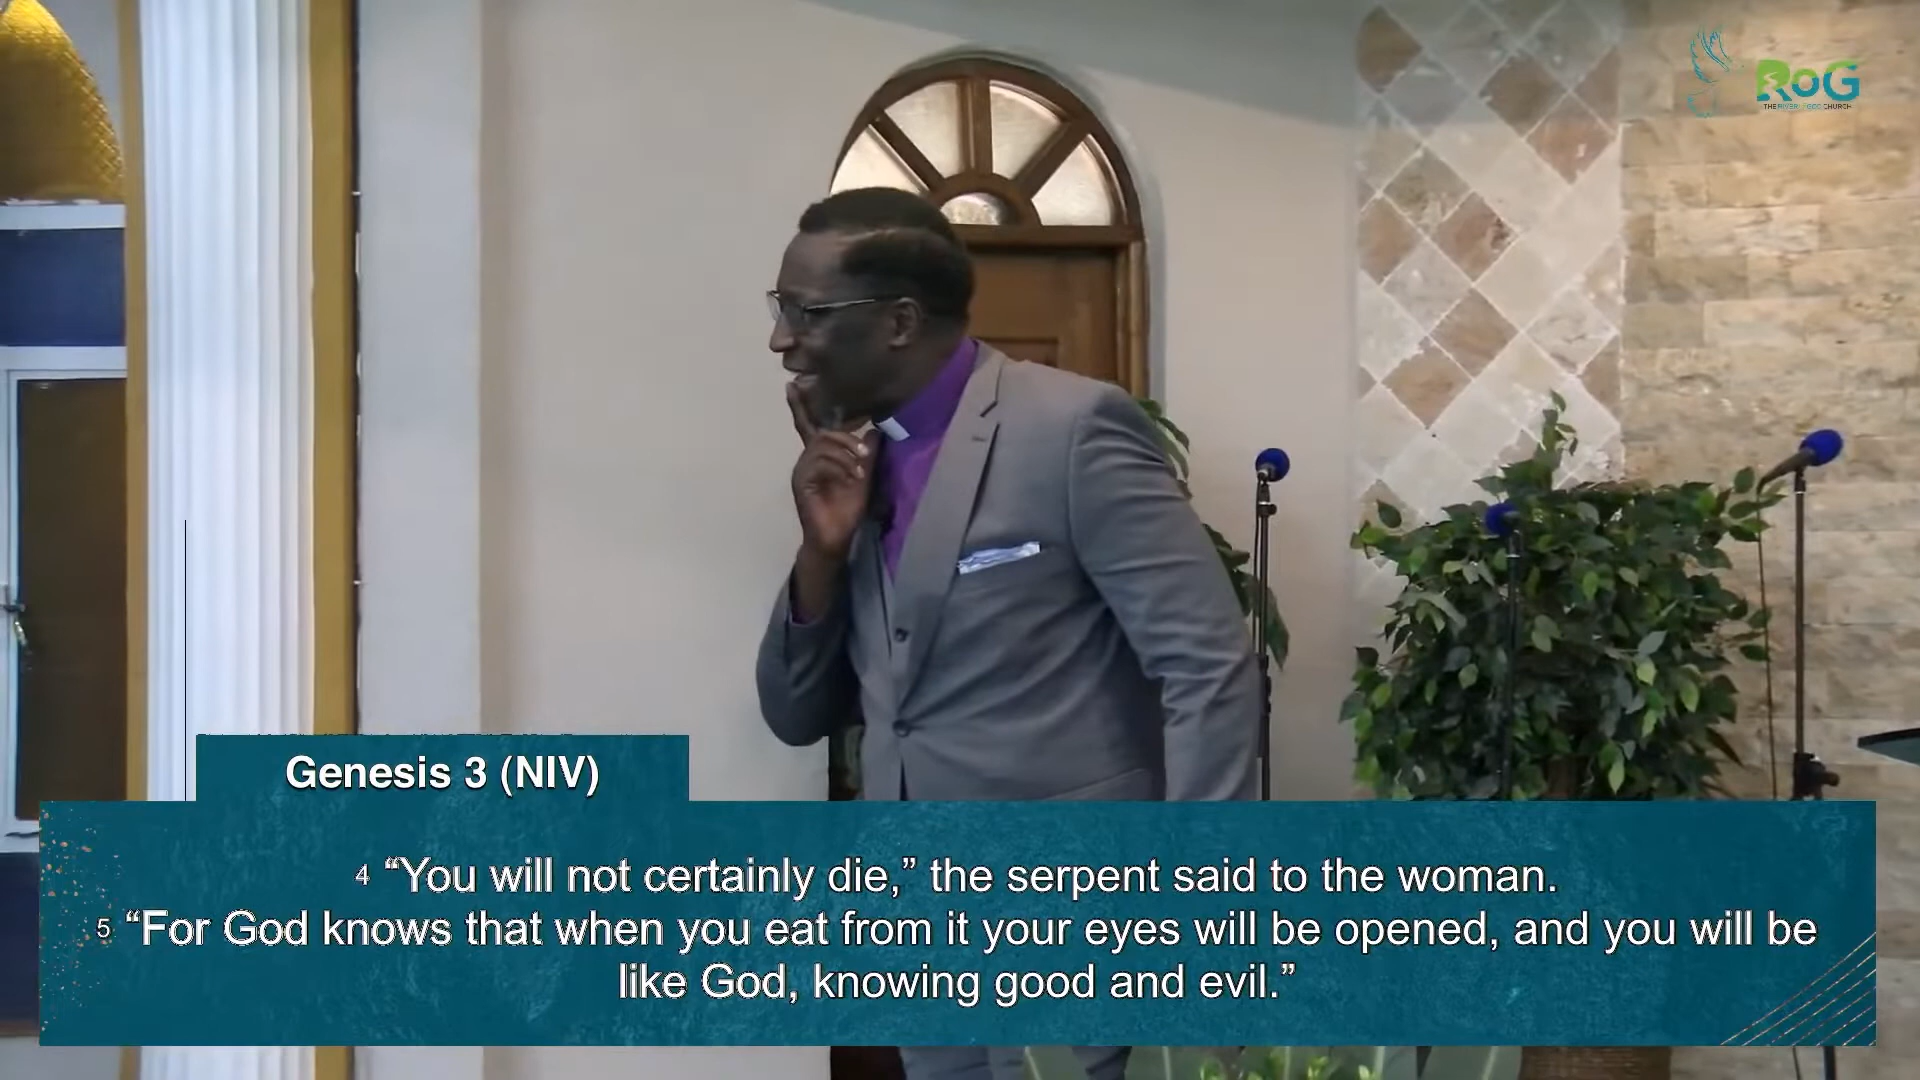 RoG
Genesis 3 (NIV)
4 “You will not certainly die,” the serpent said to the woman.
5 “For God knows that when you eat from it your eyes will be opened, and you will be
like God, knowing good and evil.”